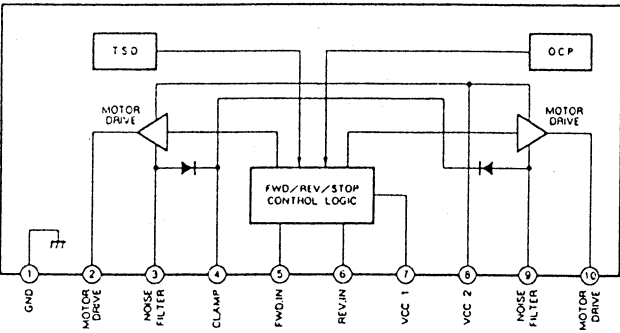 TSD
OCP
MOTOR
DRIVE
MOTOR
DRIVE
FWD/REV/STOP
CONTROL LOGIC
1
2
3
4
5
6
7
8
9
10
GND
MOTOR
DRIVE
NOISE
FILTER
CLAMP
FWD.IN
REV.IN
VCC 1
VCC 2
NOISE
FILTER
MOTOR
DRIVE